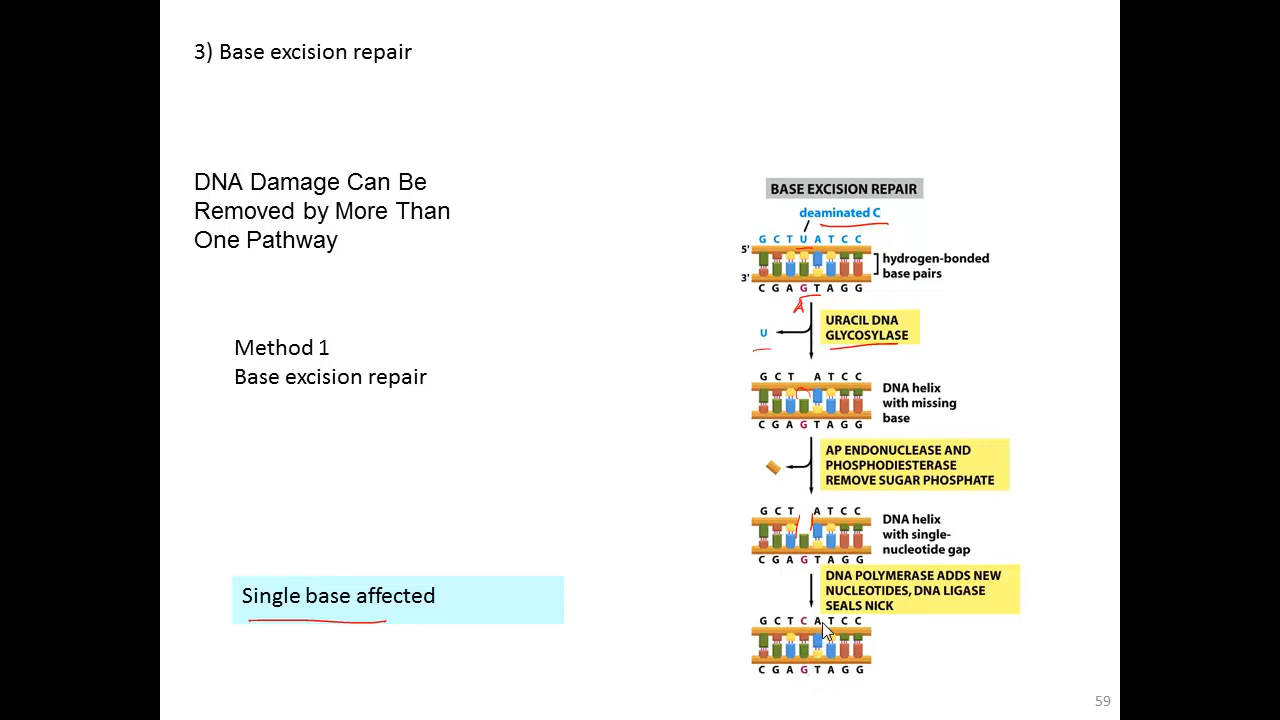 3) Base excision repair
DNA Damage Can Be
Removed by More Than
One Pathway
Method 1
Base excision repair
Single base affected
BASE EXCISION REPAIR
deaminated C
G C T U A T C C
5'
hydrogen-bonded
base pairs
3'
C G A G T A G G
A
U
URACIL DNA
GLYCOSYLASE
G C T A T C C
DNA helix
with missing
base
C G A G T A G G
AP ENDONUCLEASE AND
PHOSPHODIESTERASE
REMOVE SUGAR PHOSPHATE
G C T A T C C
DNA helix
with single-
nucleotide gap
C G A G T A G G
DNA POLYMERASE ADDS NEW
NUCLEOTIDES, DNA LIGASE
SEALS NICK
G C T C A T C C
C G A G T A G G
59